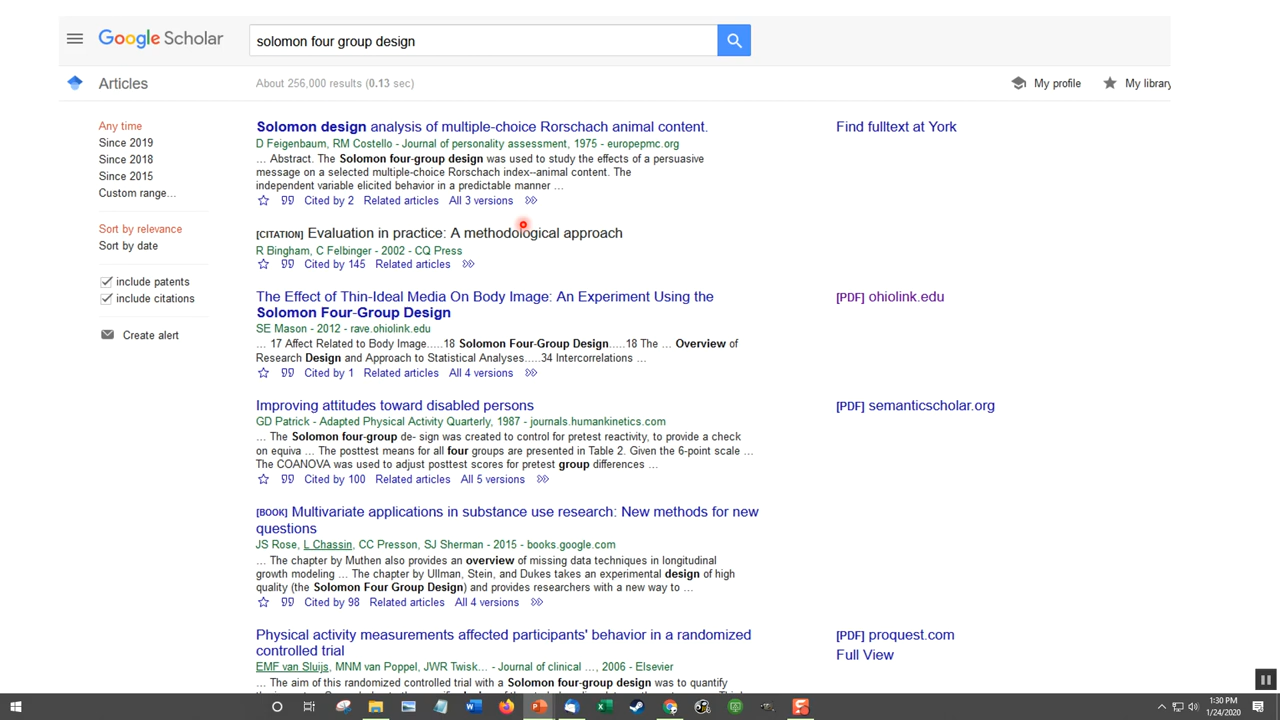 Google Scholar
solomon four group design
Articles
About 256,000 results (0.13 sec)
My profile
My library
Any time
Since 2019
Since 2018
Since 2015
Custom range...
Sort by relevance
Sort by date
include patents
include citations
Create alert
Solomon design analysis of multiple-choice Rorschach animal content.
Find fulltext at York
D Feigenbaum, RM Costello - Journal of personality assessment, 1975 - europepmc.org
... Abstract. The Solomon four-group design was used to study the effects of a persuasive
message on a selected multiple-choice Rorschach index--animal content. The
independent variable elicited behavior in a predictable manner ...
Cited by 2 Related articles All 3 versions
[CITATION] Evaluation in practice: A methodological approach
R Bingham, C Felbinger - 2002 - CQ Press
Cited by 145 Related articles
The Effect of Thin-Ideal Media On Body Image: An Experiment Using the
Solomon Four-Group Design
[PDF] ohiolink.edu
SE Mason - 2012 - rave.ohiolink.edu
... 17 Affect Related to Body Image.....18 Solomon Four-Group Design.....18 The ... Overview of
Research Design and Approach to Statistical Analyses.....34 Intercorrelations ...
Cited by 1 Related articles All 4 versions
Improving attitudes toward disabled persons
[PDF] semanticscholar.org
GD Patrick - Adapted Physical Activity Quarterly, 1987 - journals.humankinetics.com
... The Solomon four-group de- sign was created to control for pretest reactivity, to provide a check
on equiva ... The posttest means for all four groups are presented in Table 2. Given the 6-point scale ...
The COANOVA was used to adjust posttest scores for pretest group differences ...
Cited by 100 Related articles All 5 versions
[BOOK] Multivariate applications in substance use research: New methods for new
questions
JS Rose, L Chassin, CC Presson, SJ Sherman - 2015 - books.google.com
... The chapter by Muthen also provides an overview of missing data techniques in longitudinal
growth modeling ... The chapter by Ullman, Stein, and Dukes takes an experimental design of high
quality (the Solomon Four Group Design) and provides researchers with a new way to ...
Cited by 98 Related articles All 4 versions
Physical activity measurements affected participants' behavior in a randomized
controlled trial
[PDF] proquest.com
Full View
EMF van Sluijs, MNM van Poppel, JWR Twisk... - Journal of clinical ..., 2006 - Elsevier
... The aim of this randomized controlled trial with a Solomon four-group design was to quantify
1:30 PM
1/24/2020